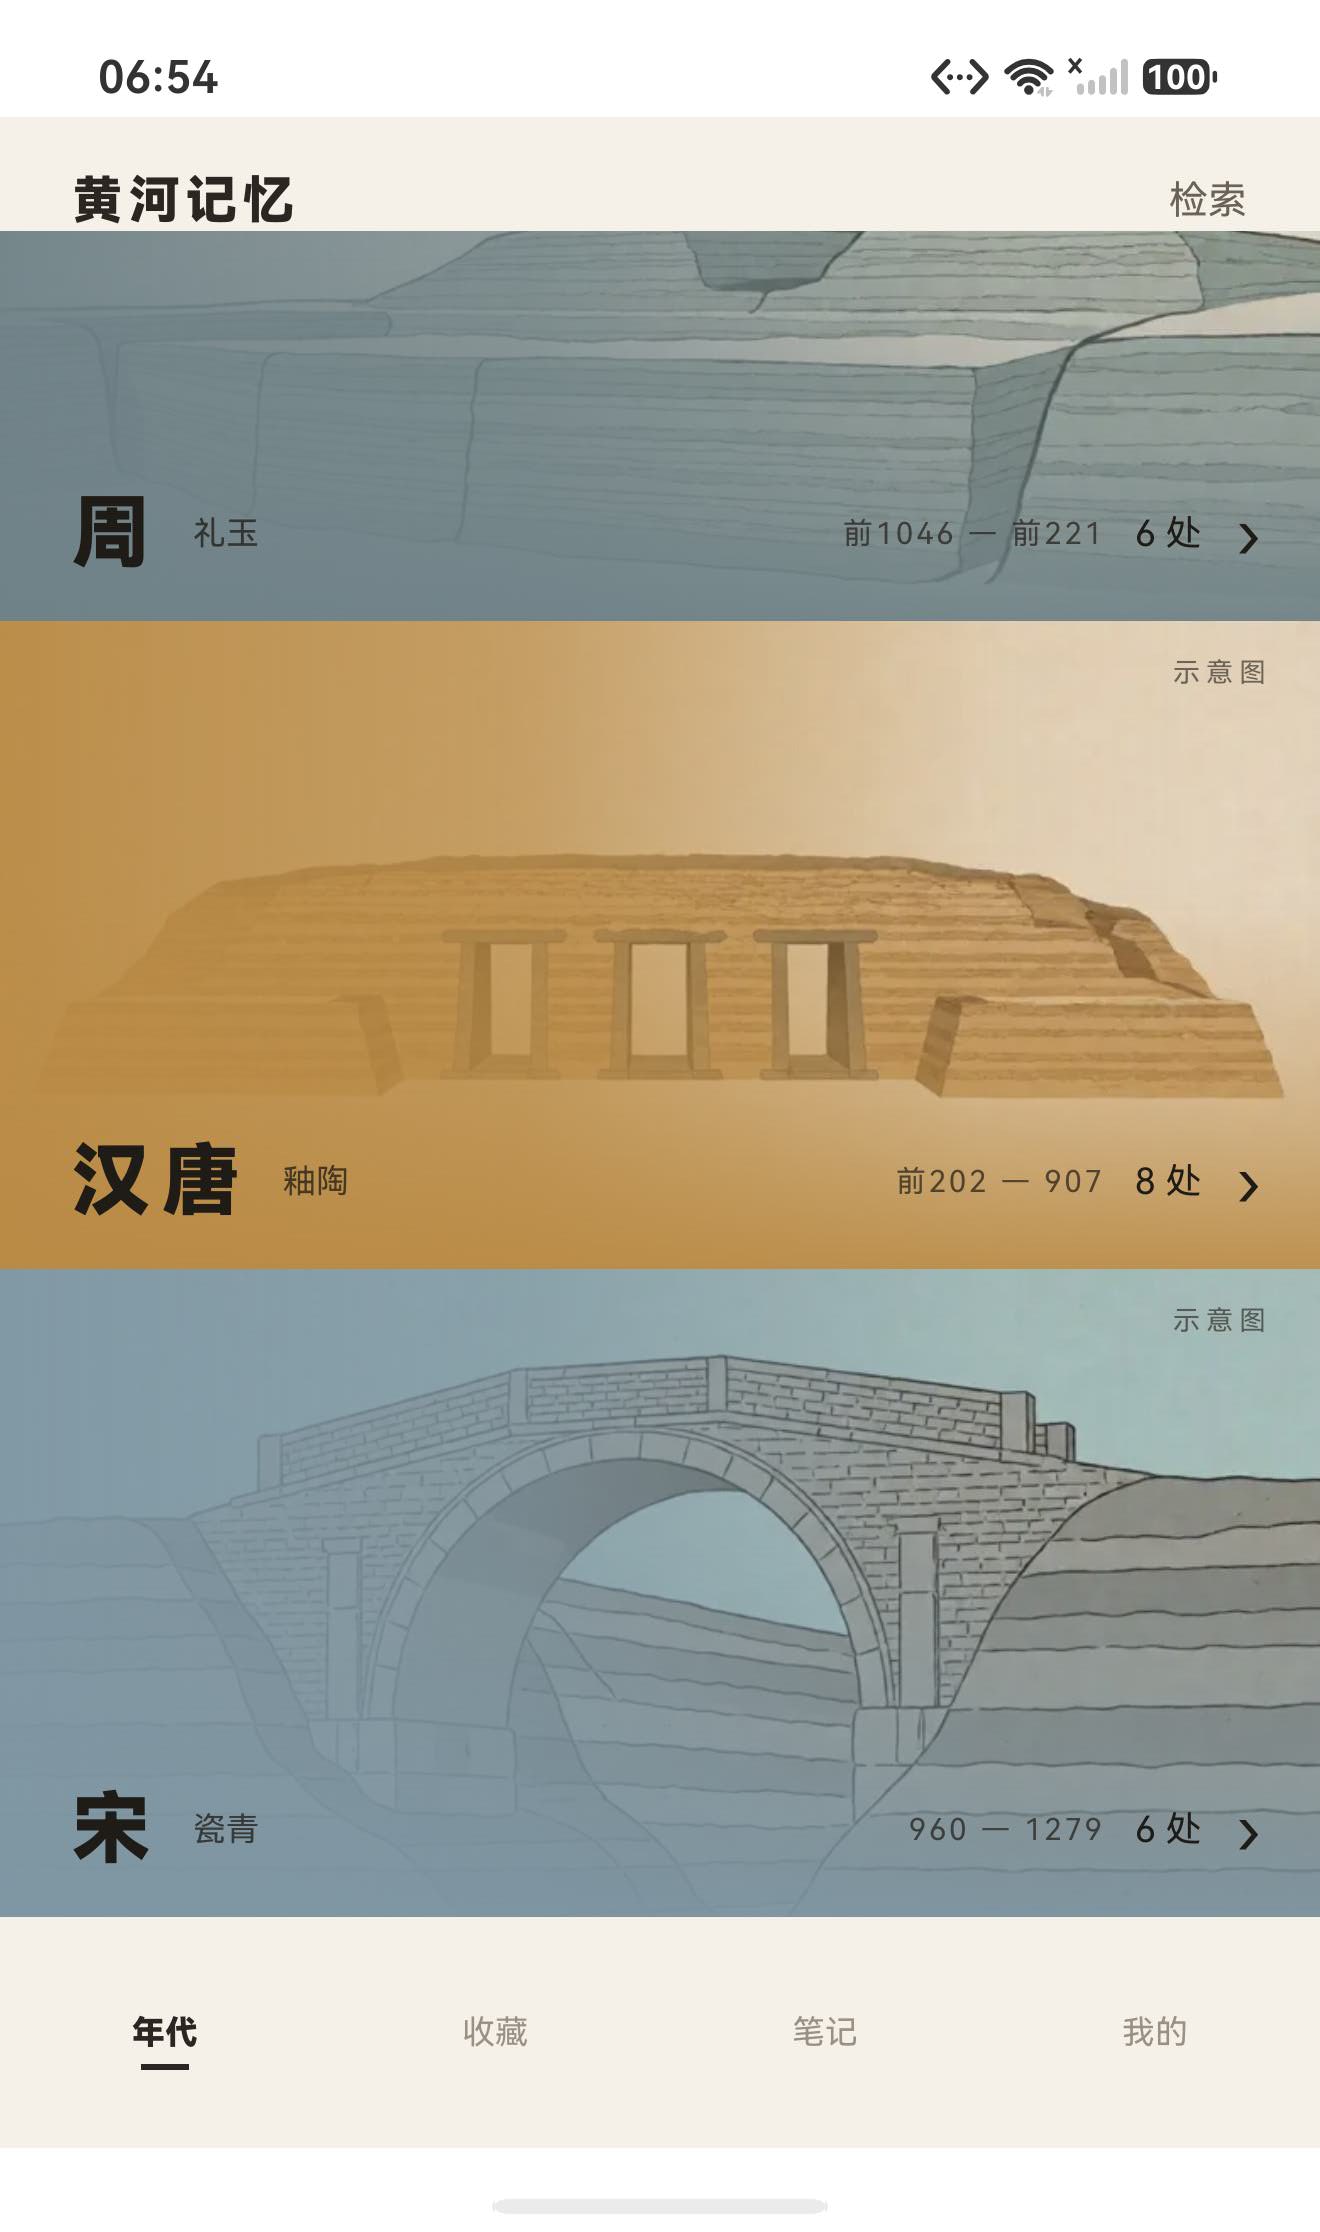 06:54
100
黄河记忆 检索
周 礼玉 前1046 — 前221 6 处
示意图
汉唐 釉陶 前202 — 907 8 处
示意图
宋 瓷青 960 — 1279 6 处
年代 收藏 笔记 我的